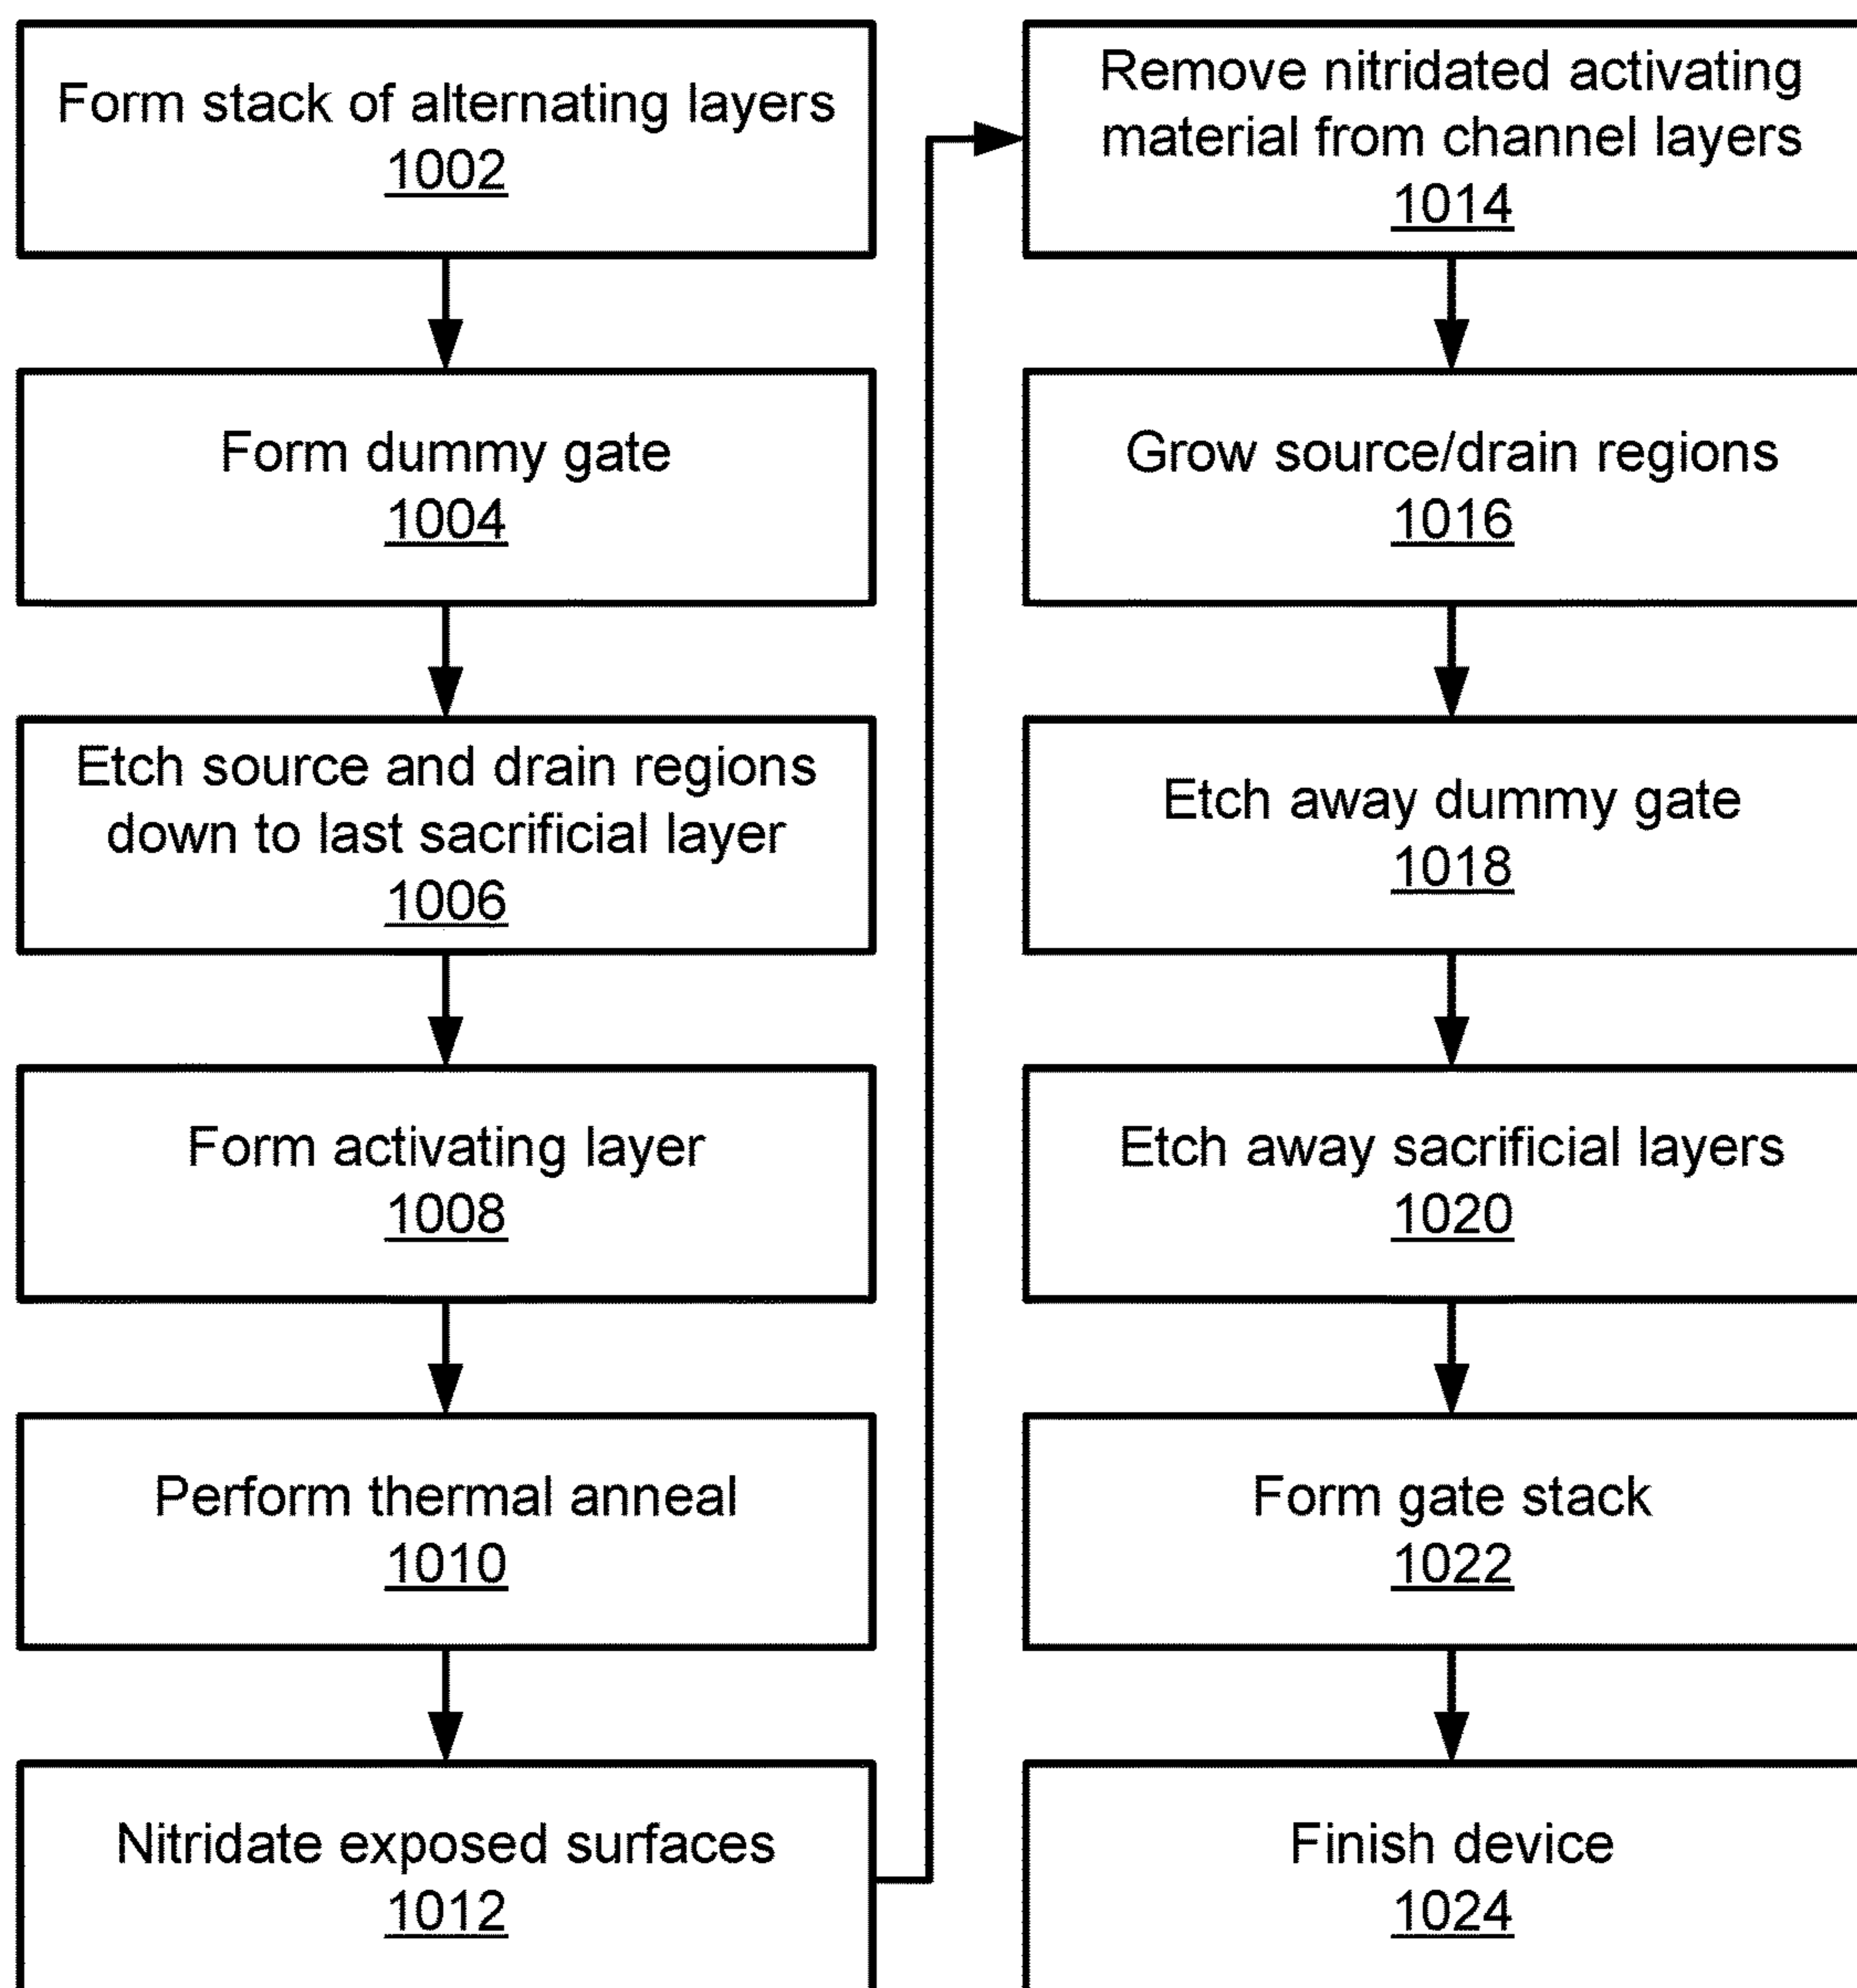 Form stack of alternating layers
1002
Form dummy gate
1004
Etch source and drain regions
down to last sacrificial layer
1006
Form activating layer
1008
Perform thermal anneal
1010
Nitridate exposed surfaces
1012
Remove nitridated activating
material from channel layers
1014
Grow source/drain regions
1016
Etch away dummy gate
1018
Etch away sacrificial layers
1020
Form gate stack
1022
Finish device
1024